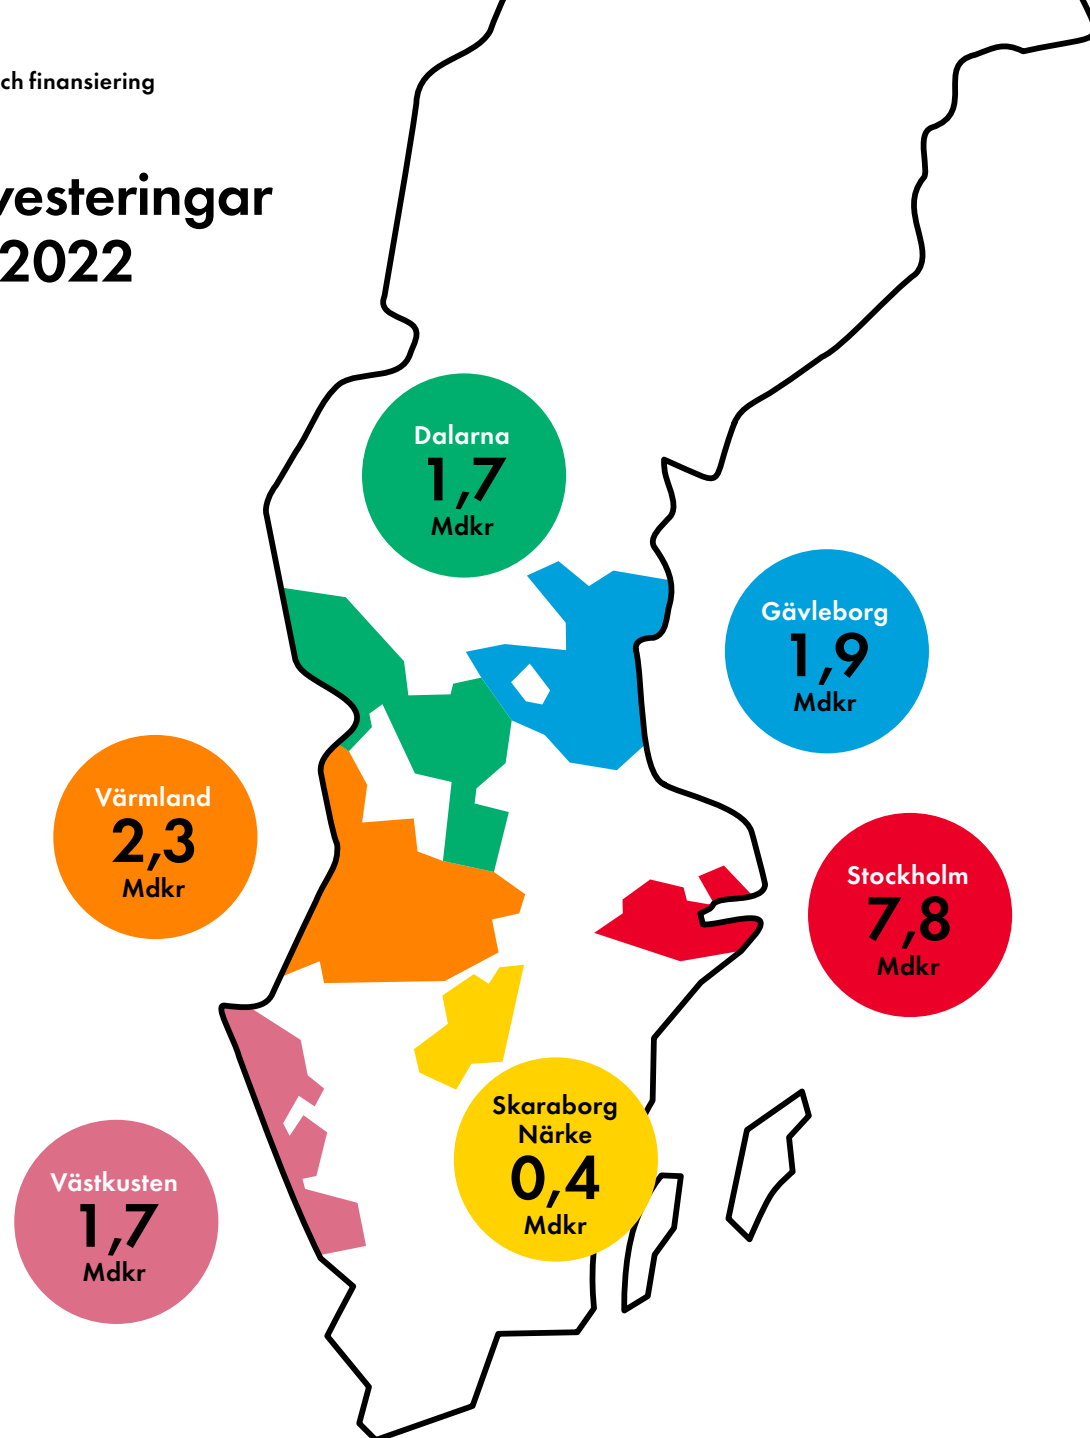 ch finansiering
vesteringar
2022
Dalarna
1,7
Mdkr
Gävleborg
1,9
Mdkr
Värmland
2,3
Mdkr
Stockholm
7,8
Mdkr
Skaraborg
Närke
0,4
Mdkr
Västkusten
1,7
Mdkr